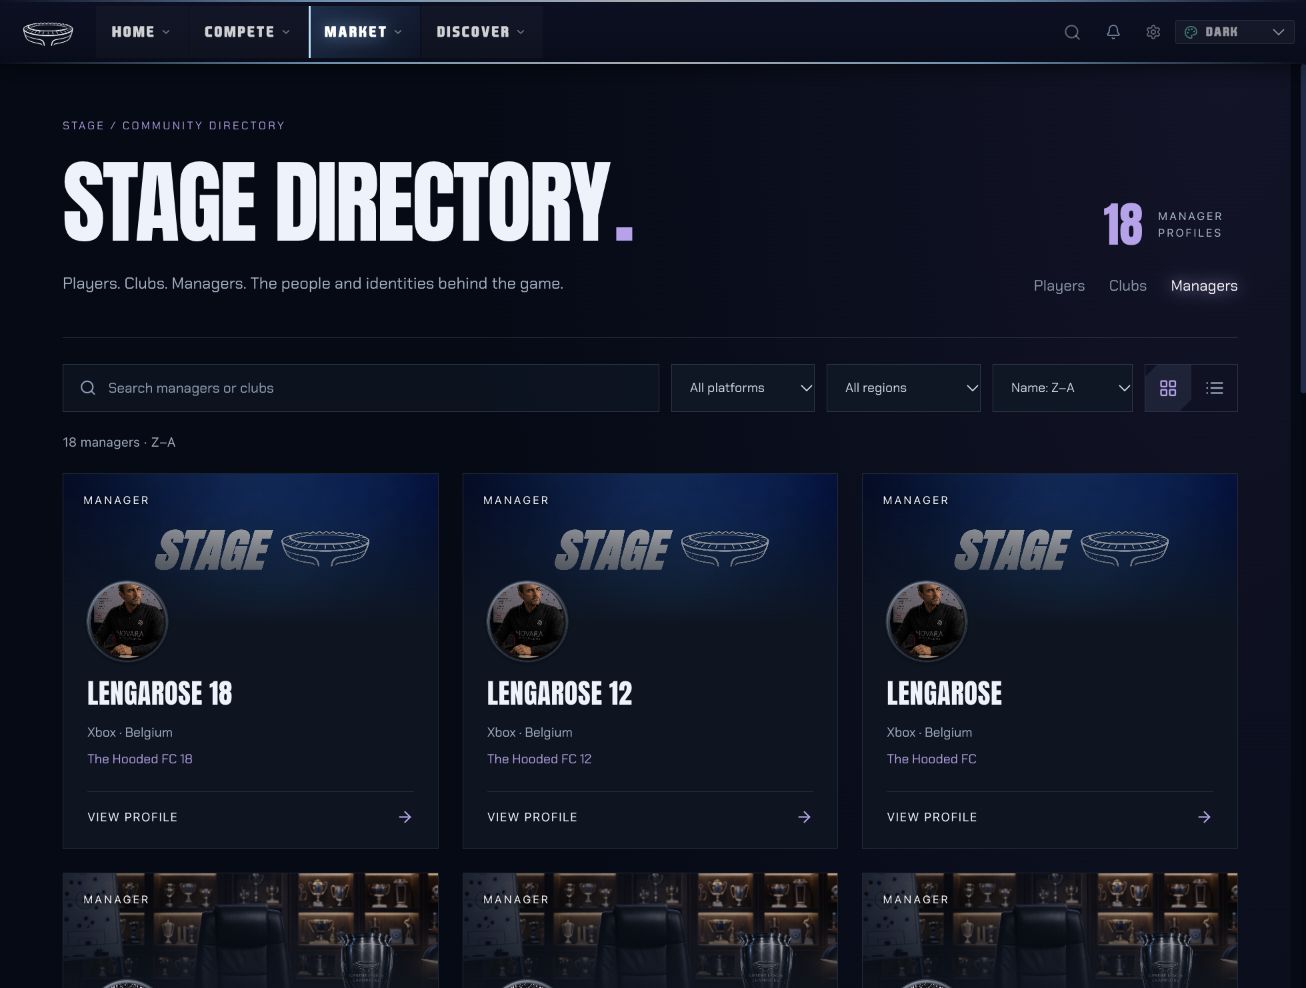 HOME
COMPETE
MARKET
DISCOVER
DARK
STAGE / COMMUNITY DIRECTORY
STAGE DIRECTORY.
18
MANAGER
PROFILES
Players. Clubs. Managers. The people and identities behind the game.
Players
Clubs
Managers
Search managers or clubs
All platforms
All regions
Name: Z–A
18 managers · Z–A
MANAGER
STAGE
NOVARA
LENGAROSE 18
Xbox · Belgium
The Hooded FC 18
VIEW PROFILE
MANAGER
STAGE
NOVARA
LENGAROSE 12
Xbox · Belgium
The Hooded FC 12
VIEW PROFILE
MANAGER
STAGE
NOVARA
LENGAROSE
Xbox · Belgium
The Hooded FC
VIEW PROFILE
MANAGER
MANAGER
MANAGER